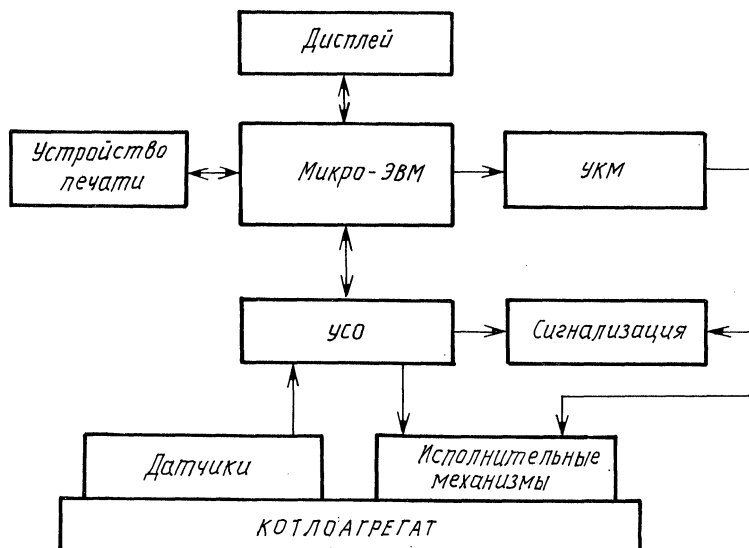 Дисплей
Устройство
печати
Микро-ЭВМ
УКМ
УСО
Сигнализация
Датчики
Исполнительные
механизмы
КОТЛОАГРЕГАТ